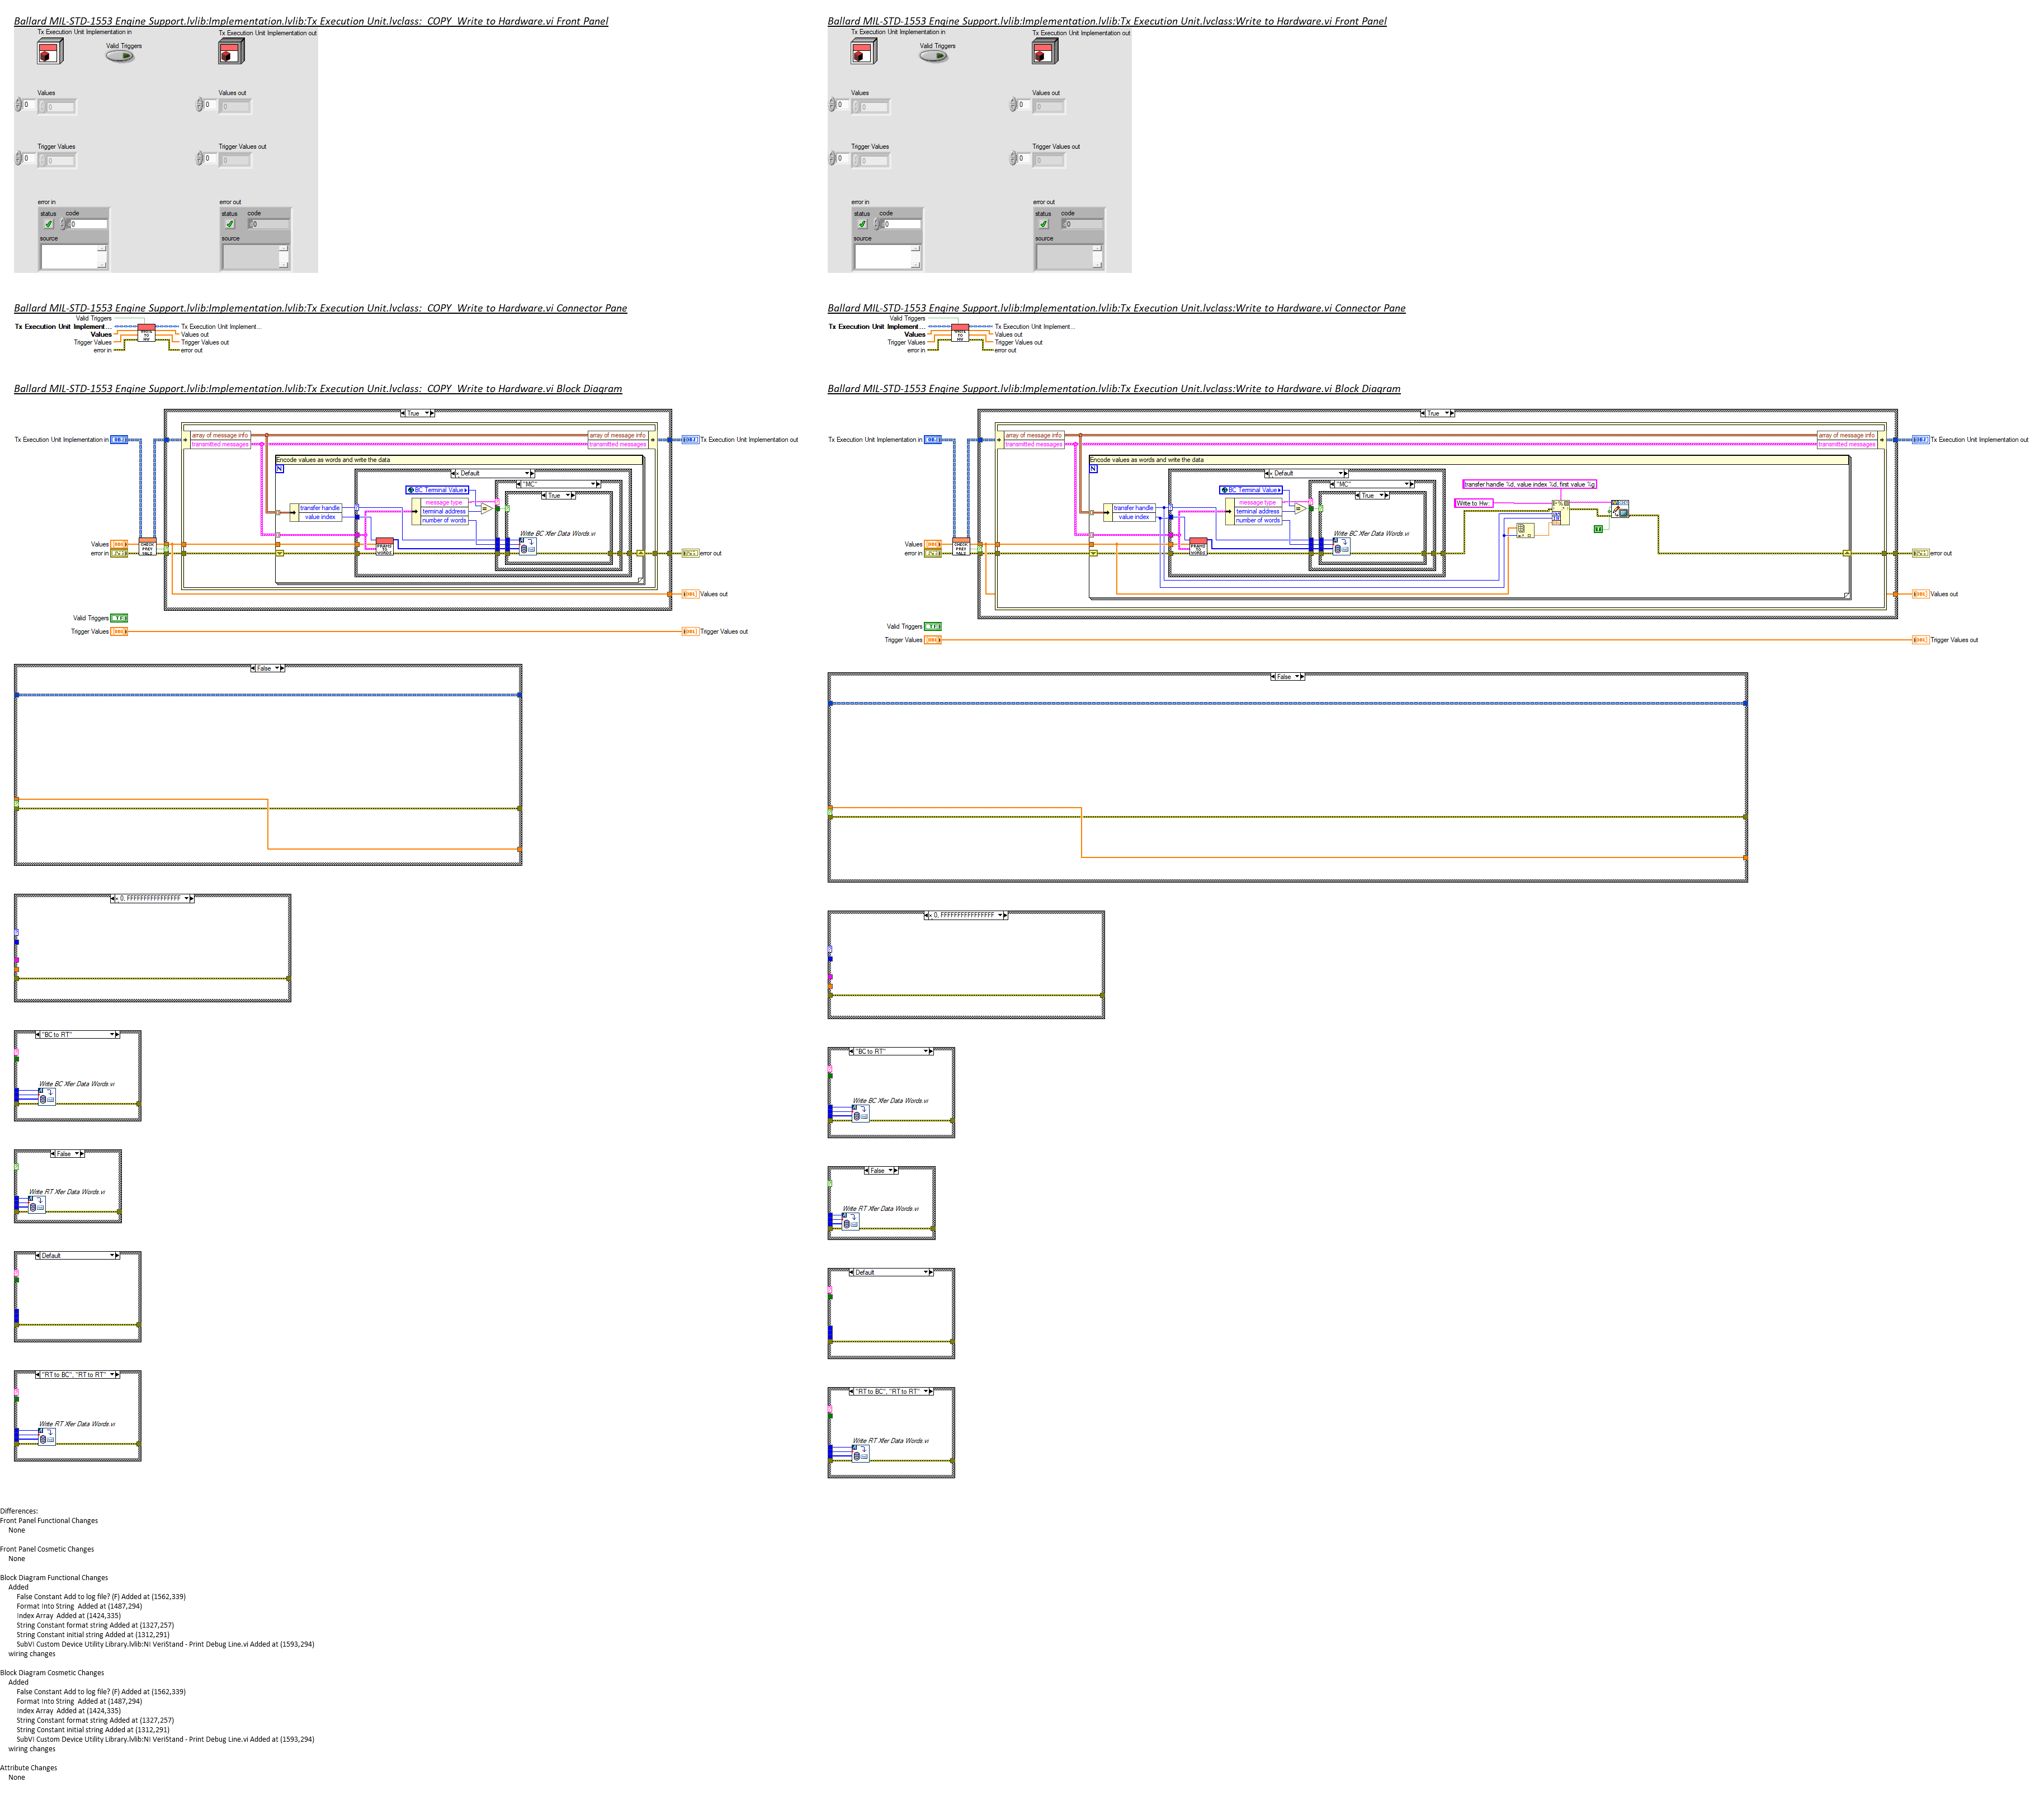 Ballard MIL-STD-1553 Engine Support.lvlib:Implementation.lvlib:Tx Execution Unit.lvclass:_COPY_Write to Hardware.vi Front Panel
Tx Execution Unit Implementation in
Valid Triggers
Tx Execution Unit Implementation out
Values
0
0
Values out
0
0
Trigger Values
0
0
Trigger Values out
0
0
error in
status code
0
source
error out
status code
0
source
Ballard MIL-STD-1553 Engine Support.lvlib:Implementation.lvlib:Tx Execution Unit.lvclass:Write to Hardware.vi Front Panel
Tx Execution Unit Implementation in
Valid Triggers
Tx Execution Unit Implementation out
Values
0
0
Values out
0
0
Trigger Values
0
0
Trigger Values out
0
0
error in
status code
0
source
error out
status code
0
source
Ballard MIL-STD-1553 Engine Support.lvlib:Implementation.lvlib:Tx Execution Unit.lvclass:_COPY_Write to Hardware.vi Connector Pane
Valid Triggers
Tx Execution Unit Implement...
Values
Trigger Values
error in
Tx Execution Unit Implement...
Values out
Trigger Values out
error out
Ballard MIL-STD-1553 Engine Support.lvlib:Implementation.lvlib:Tx Execution Unit.lvclass:Write to Hardware.vi Connector Pane
Valid Triggers
Tx Execution Unit Implement...
Values
Trigger Values
error in
Tx Execution Unit Implement...
Values out
Trigger Values out
error out
Ballard MIL-STD-1553 Engine Support.lvlib:Implementation.lvlib:Tx Execution Unit.lvclass:_COPY_Write to Hardware.vi Block Diagram
True
Tx Execution Unit Implementation in
array of message info
transmitted messages
array of message info
transmitted messages
Tx Execution Unit Implementation out
Encode values as words and write the data
N
Default
"MC"
True
BC Terminal Value
transfer handle
value index
message type
terminal address
number of words
Write BC Xfer Data Words.vi
Values
CHECK PREV VALS
FRAME TO WORDS
error in
error out
Values out
Valid Triggers
TF
Trigger Values
Trigger Values out
False
0, FFFFFFFFFFFFFFFF
"BC to RT"
Write BC Xfer Data Words.vi
False
Write RT Xfer Data Words.vi
Default
"RT to BC", "RT to RT"
Write RT Xfer Data Words.vi
Ballard MIL-STD-1553 Engine Support.lvlib:Implementation.lvlib:Tx Execution Unit.lvclass:Write to Hardware.vi Block Diagram
True
Tx Execution Unit Implementation in
array of message info
transmitted messages
array of message info
transmitted messages
Tx Execution Unit Implementation out
Encode values as words and write the data
N
Default
"MC"
True
BC Terminal Value
transfer handle
value index
message type
terminal address
number of words
Write BC Xfer Data Words.vi
transfer handle %d, value index %d, first value %g
Write to Hw
F
Values
CHECK PREV VALS
FRAME TO WORDS
error in
error out
Values out
Valid Triggers
TF
Trigger Values
Trigger Values out
False
0, FFFFFFFFFFFFFFFF
"BC to RT"
Write BC Xfer Data Words.vi
False
Write RT Xfer Data Words.vi
Default
"RT to BC", "RT to RT"
Write RT Xfer Data Words.vi
Differences:
Front Panel Functional Changes
None
Front Panel Cosmetic Changes
None
Block Diagram Functional Changes
Added
False Constant Add to log file? (F) Added at (1562,339)
Format Into String Added at (1487,294)
Index Array Added at (1424,335)
String Constant format string Added at (1327,257)
String Constant initial string Added at (1312,291)
SubVI Custom Device Utility Library.lvlib:NI VeriStand - Print Debug Line.vi Added at (1593,294)
wiring changes
Block Diagram Cosmetic Changes
Added
False Constant Add to log file? (F) Added at (1562,339)
Format Into String Added at (1487,294)
Index Array Added at (1424,335)
String Constant format string Added at (1327,257)
String Constant initial string Added at (1312,291)
SubVI Custom Device Utility Library.lvlib:NI VeriStand - Print Debug Line.vi Added at (1593,294)
wiring changes
Attribute Changes
None